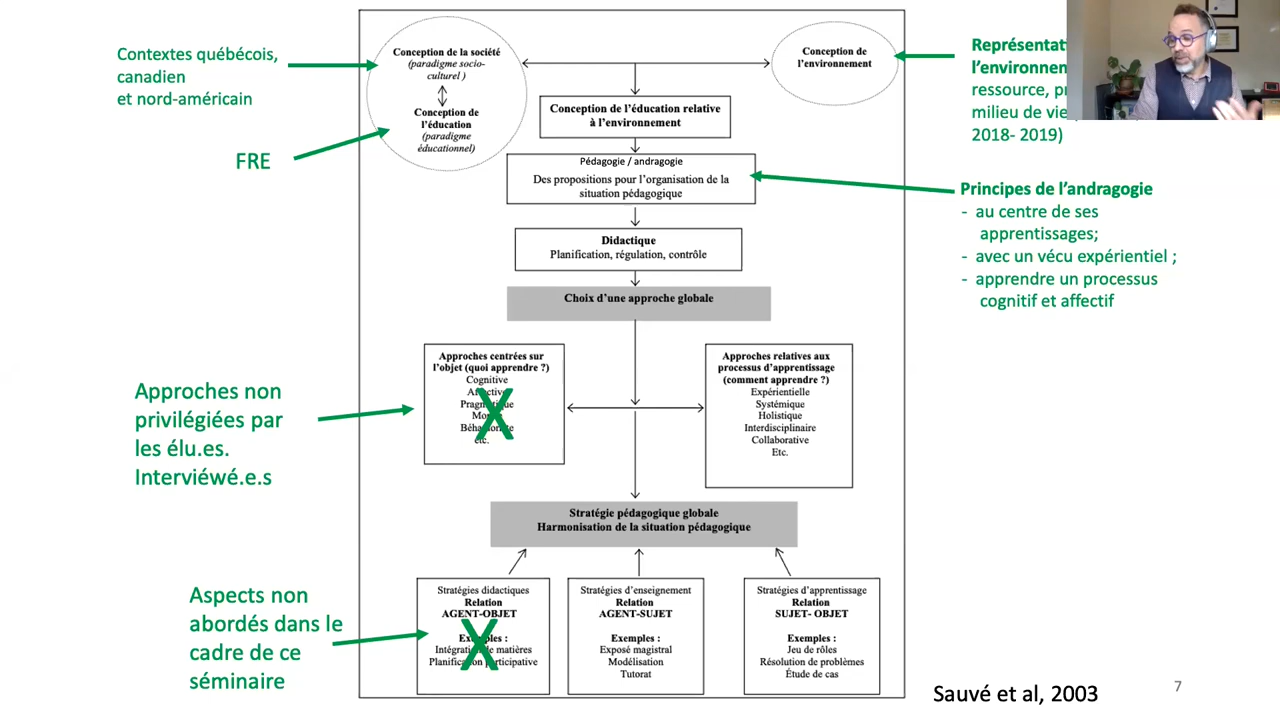 Contextes québécois,
canadien
et nord-américain
FRE
Conception de la société
(paradigme socio-
culturel )
Conception de
l'éducation
(paradigme
éducationnel)
Conception de
l'environnement
Conception de l'éducation relative
à l'environnement
Pédagogie / andragogie
Des propositions pour l'organisation de la
situation pédagogique
Didactique
Planification, régulation, contrôle
Choix d'une approche globale
l'environnemen
ressource,
milieu de vie
2018- 2019)
Principes de l'andragogie
- au centre de ses
apprentissages;
- avec un vécu expérientiel ;
- apprendre un processus
cognitif et affectif
Approches non
privilégiées par
les élu.es.
Interviéwé.e.s
Approches centrées sur
l'objet (quoi apprendre ?)
Cognitive
etc.
Approches relatives aux
processus d'apprentissage
(comment apprendre ?)
Expérientielle
Systémique
Holistique
Interdisciplinaire
Collaborative
Etc.
Stratégie pédagogique globale
Harmonisation de la situation pédagogique
Aspects non
abordés dans le
cadre de ce
séminaire
Stratégies didactiques
Relation
AGENT-OBJET
Exemples :
Intégration de matières
Planification participative
Stratégies d'enseignement
Relation
AGENT-SUJET
Exemples :
Exposé magistral
Modélisation
Tutorat
Stratégies d'apprentissage
Relation
SUJET- OBJET
Exemples :
Jeu de rôles
Résolution de problèmes
Étude de cas
Sauvé et al, 2003
7